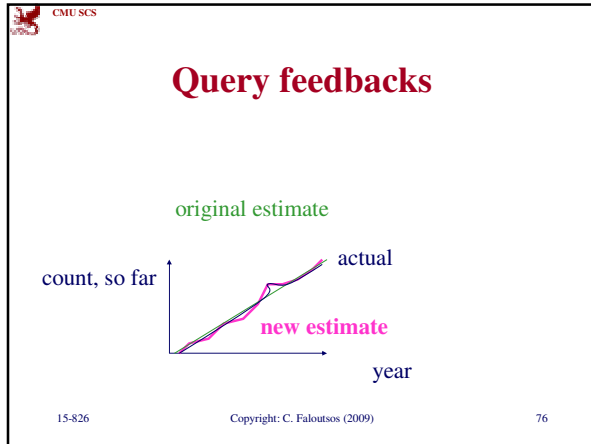 CMU SCS
Query feedbacks
original estimate
actual
count, so far
new estimate
year
15-826 Copyright: C. Faloutsos (2009) 76